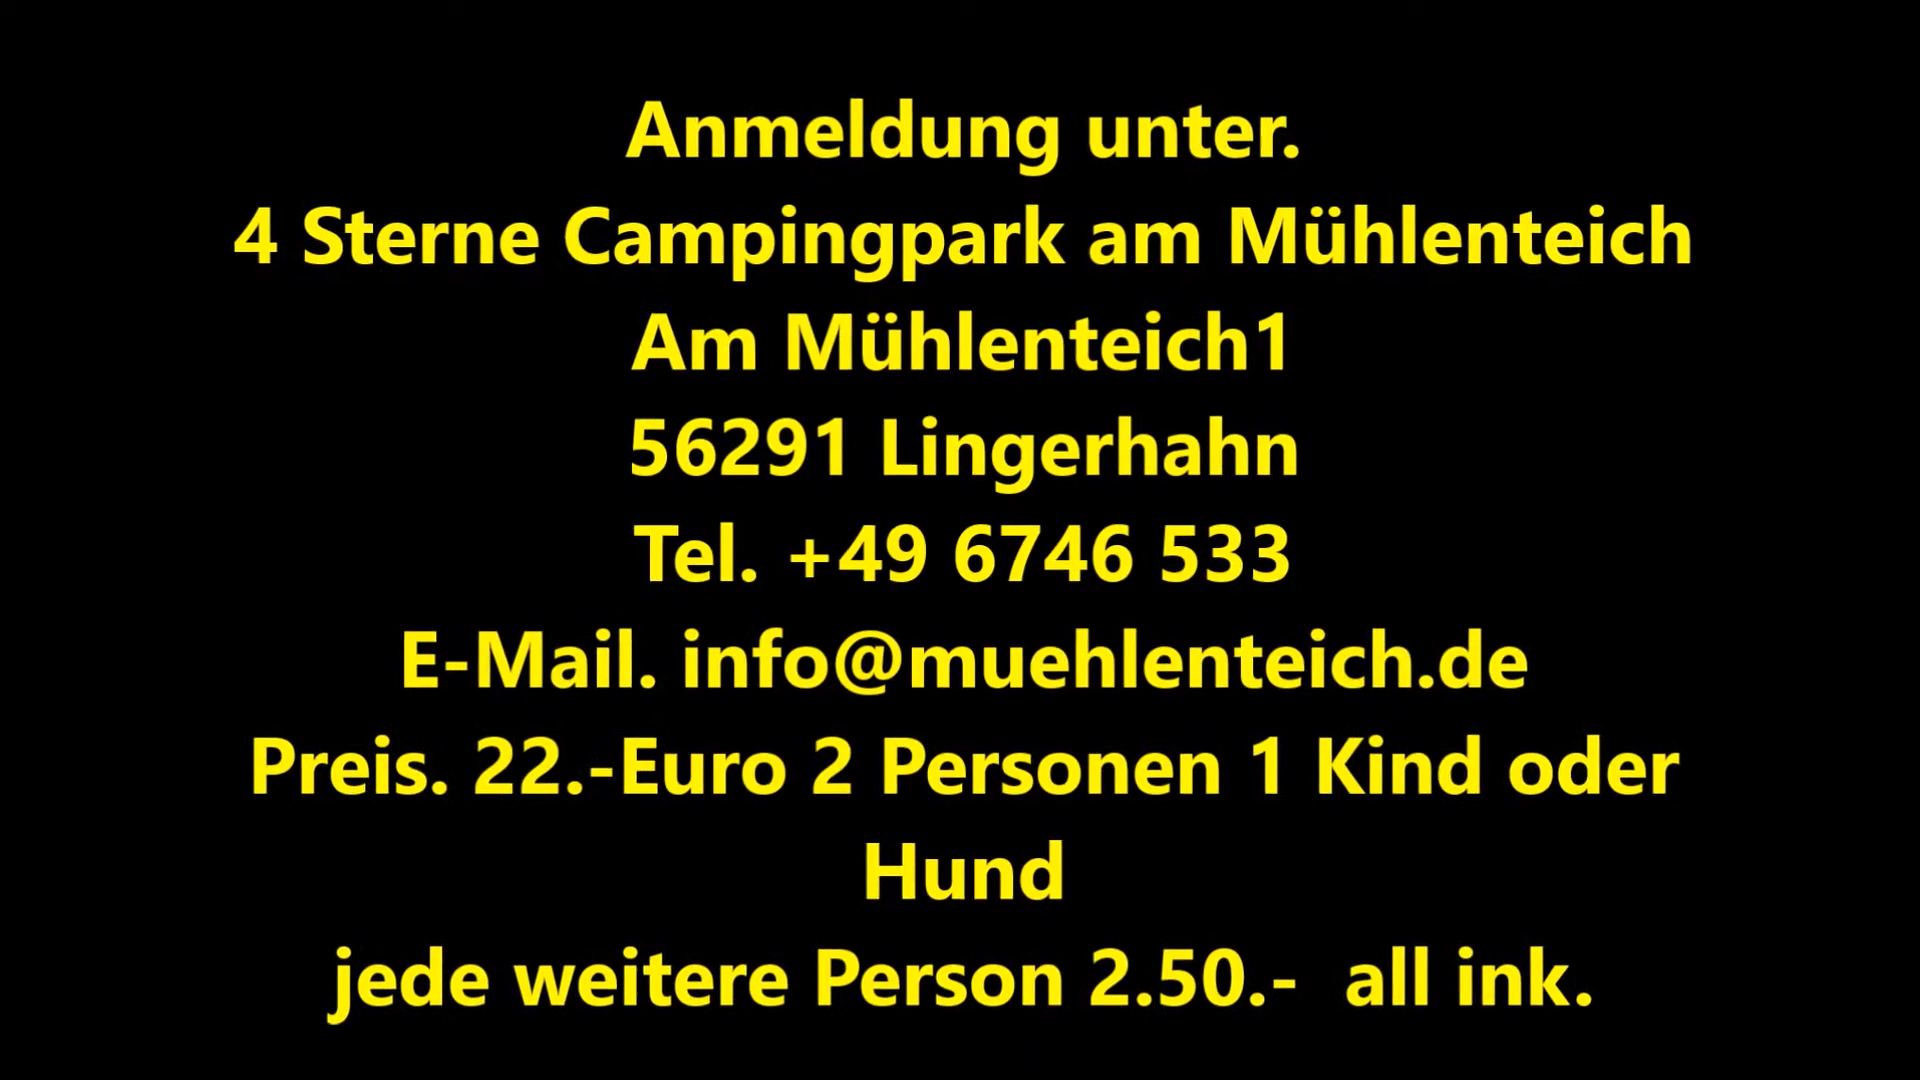 Anmeldung unter.
4 Sterne Campingpark am Mühlenteich
Am Mühlenteich1
56291 Lingerhahn
Tel. +49 6746 533
E-Mail. info@muehlenteich.de
Preis. 22.-Euro 2 Personen 1 Kind oder
Hund
jede weitere Person 2.50.-  all ink.